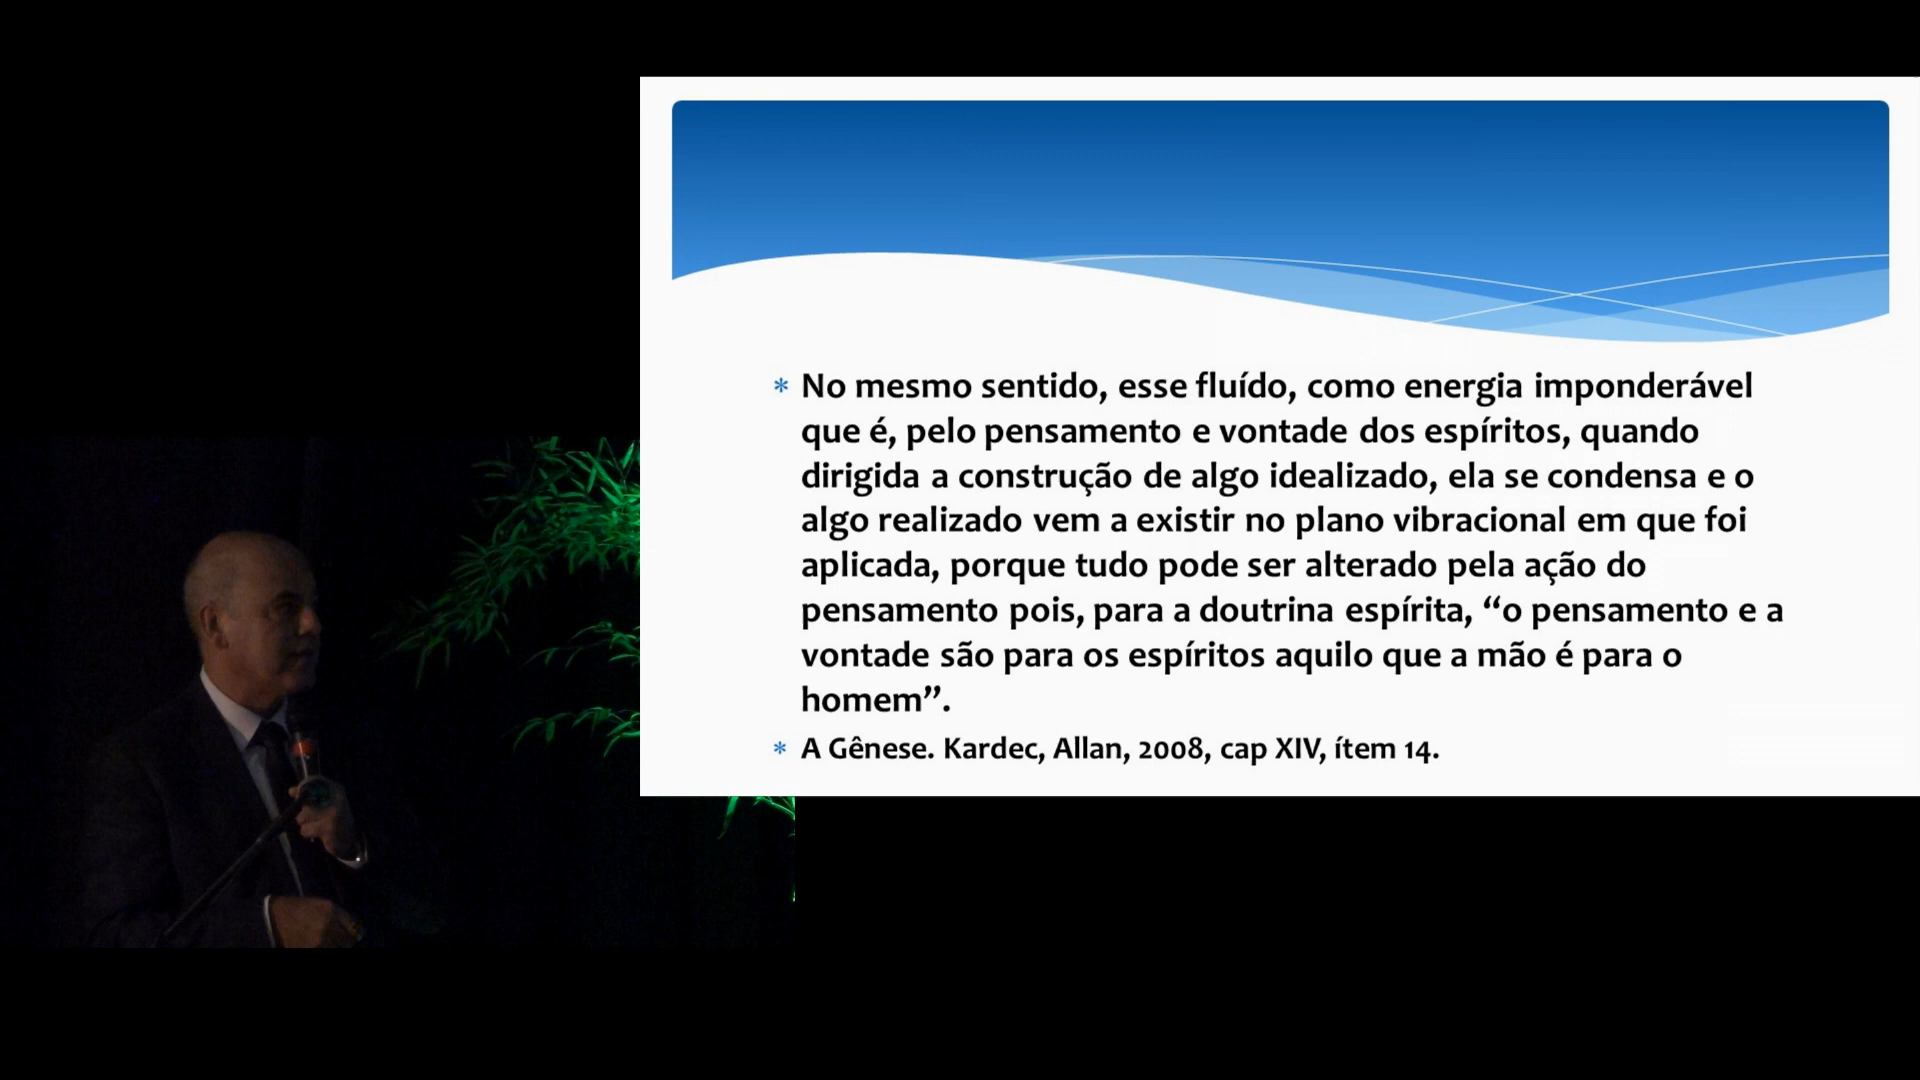 * No mesmo sentido, esse fluído, como energia imponderável
que é, pelo pensamento e vontade dos espíritos, quando
dirigida a construção de algo idealizado, ela se condensa e o
algo realizado vem a existir no plano vibracional em que foi
aplicada, porque tudo pode ser alterado pela ação do
pensamento pois, para a doutrina espírita, “o pensamento e a
vontade são para os espíritos aquilo que a mão é para o
homem”.
* A Gênese. Kardec, Allan, 2008, cap XIV, ítem 14.